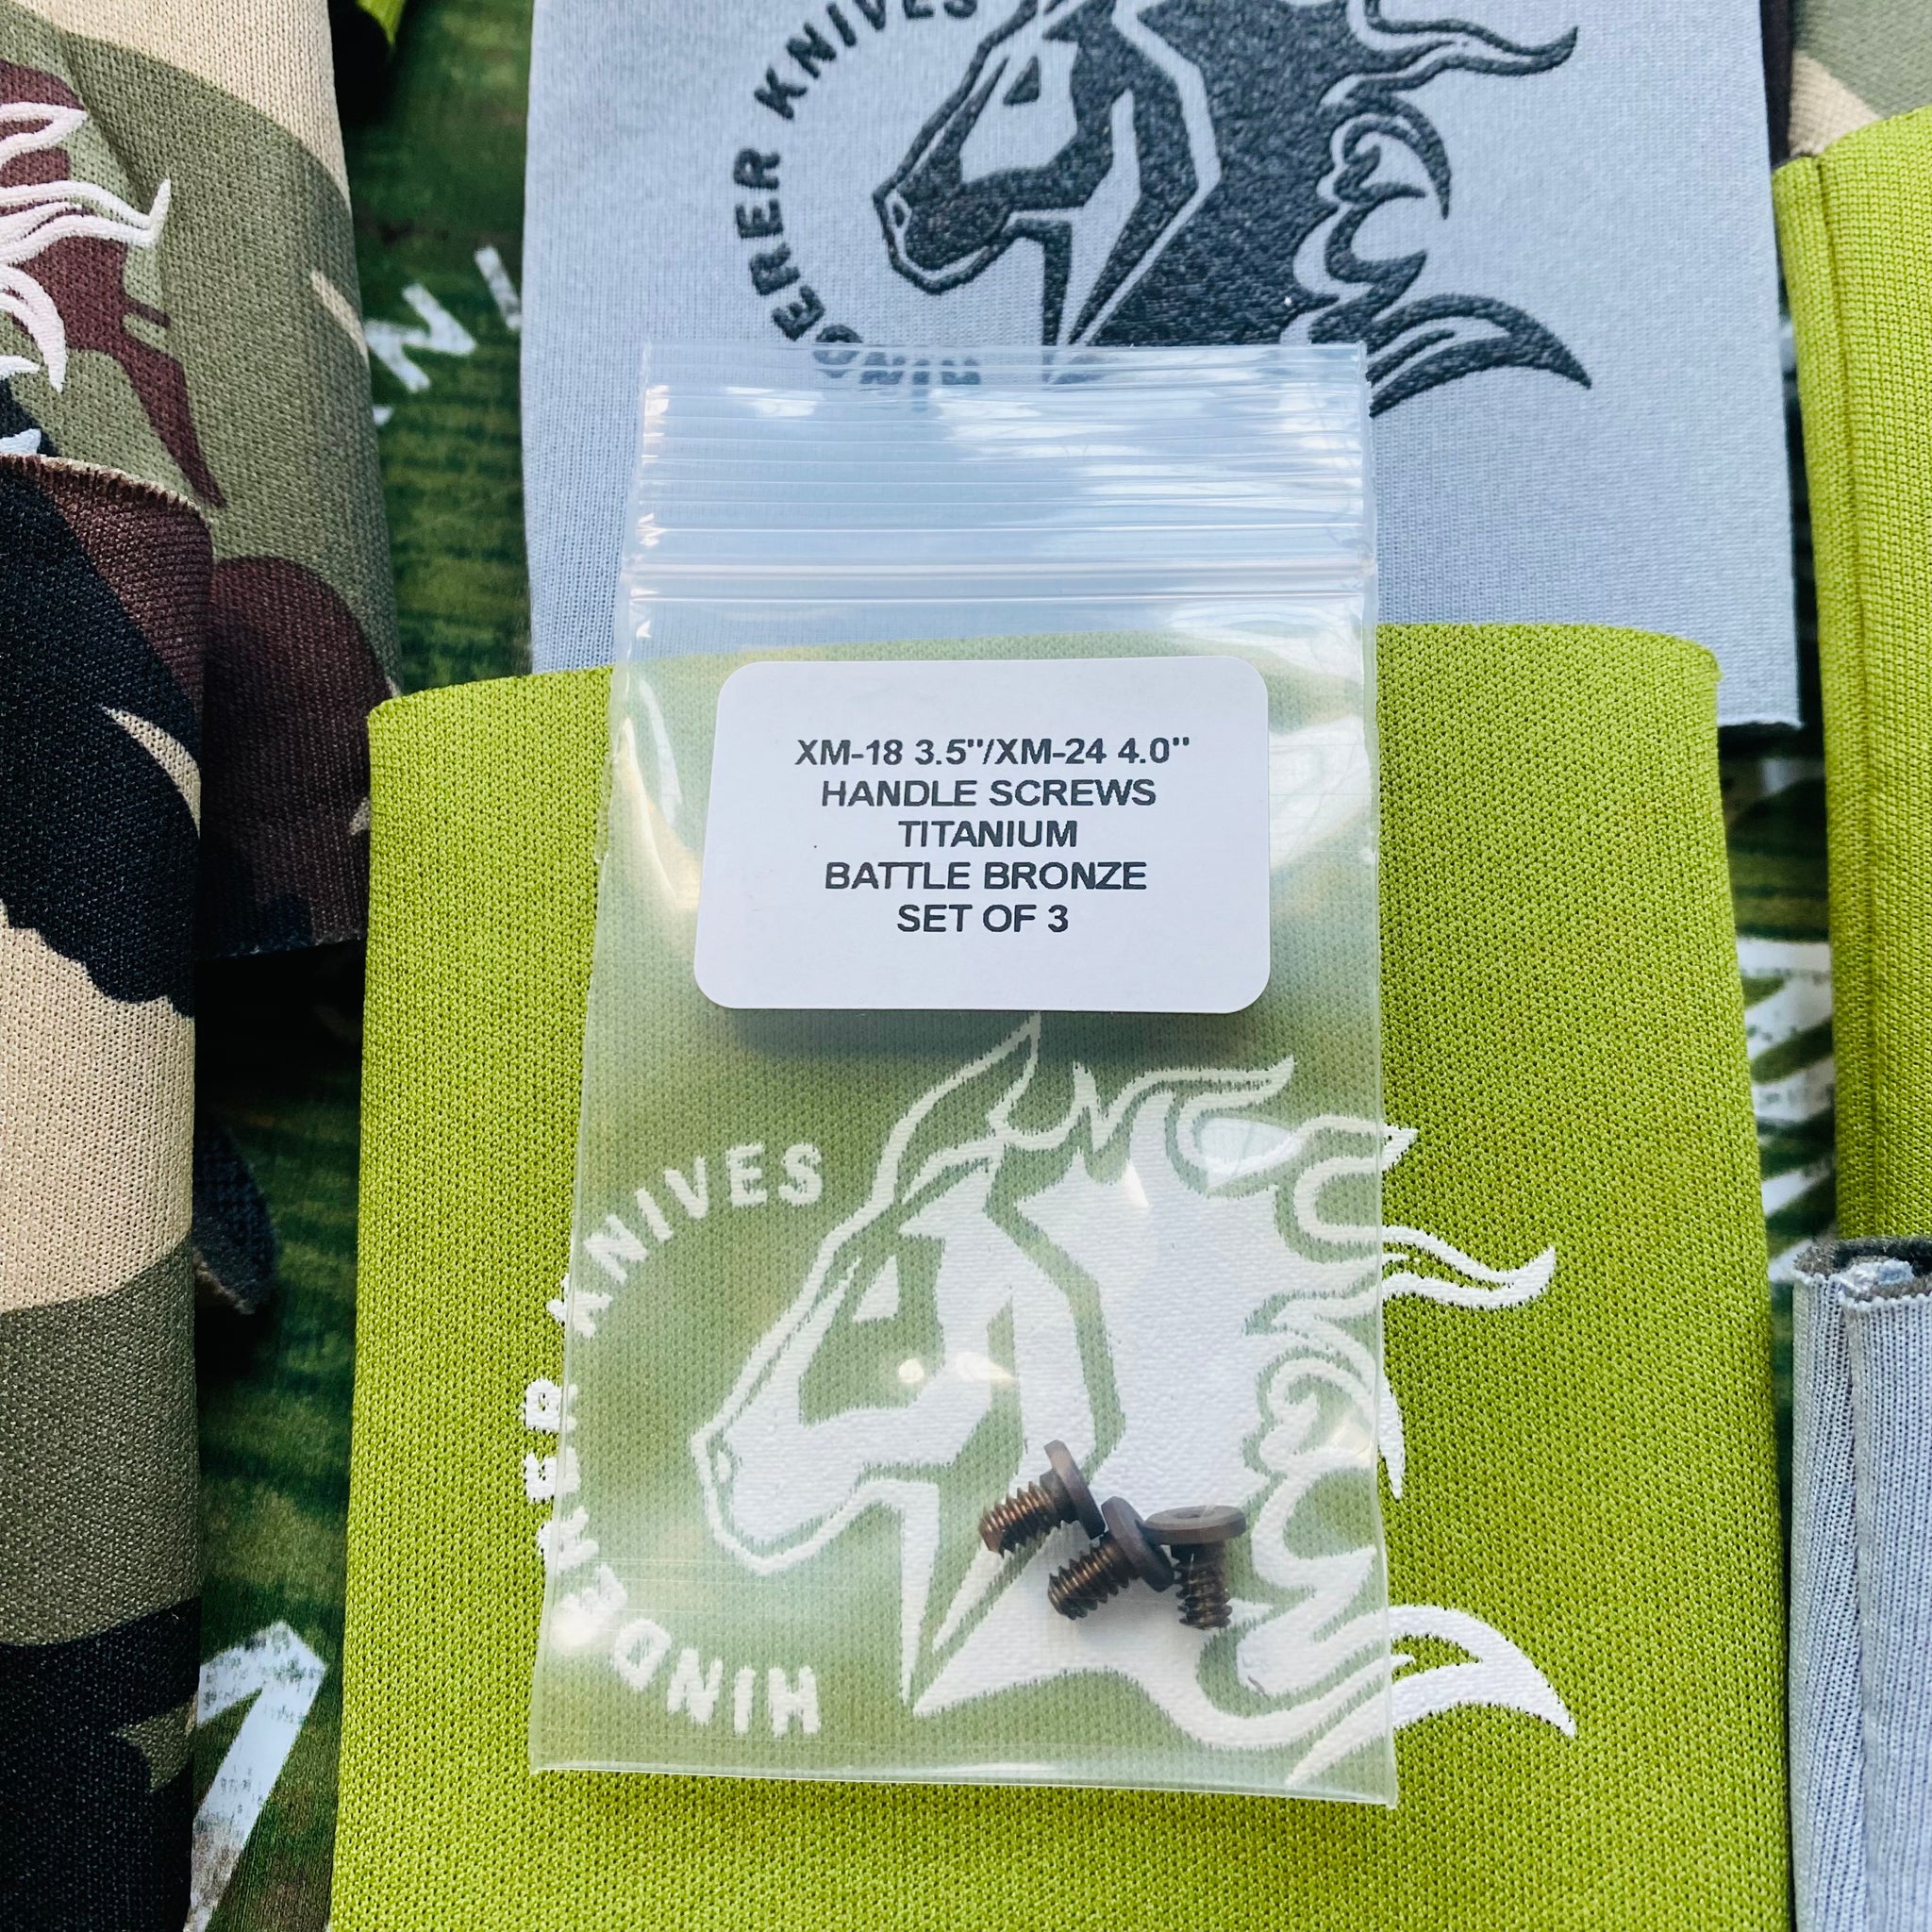 HINDERER KNIVES
XM-18 3.5"/XM-24 4.0"
HANDLE SCREWS
TITANIUM
BATTLE BRONZE
SET OF 3
HINDERER KNIVES